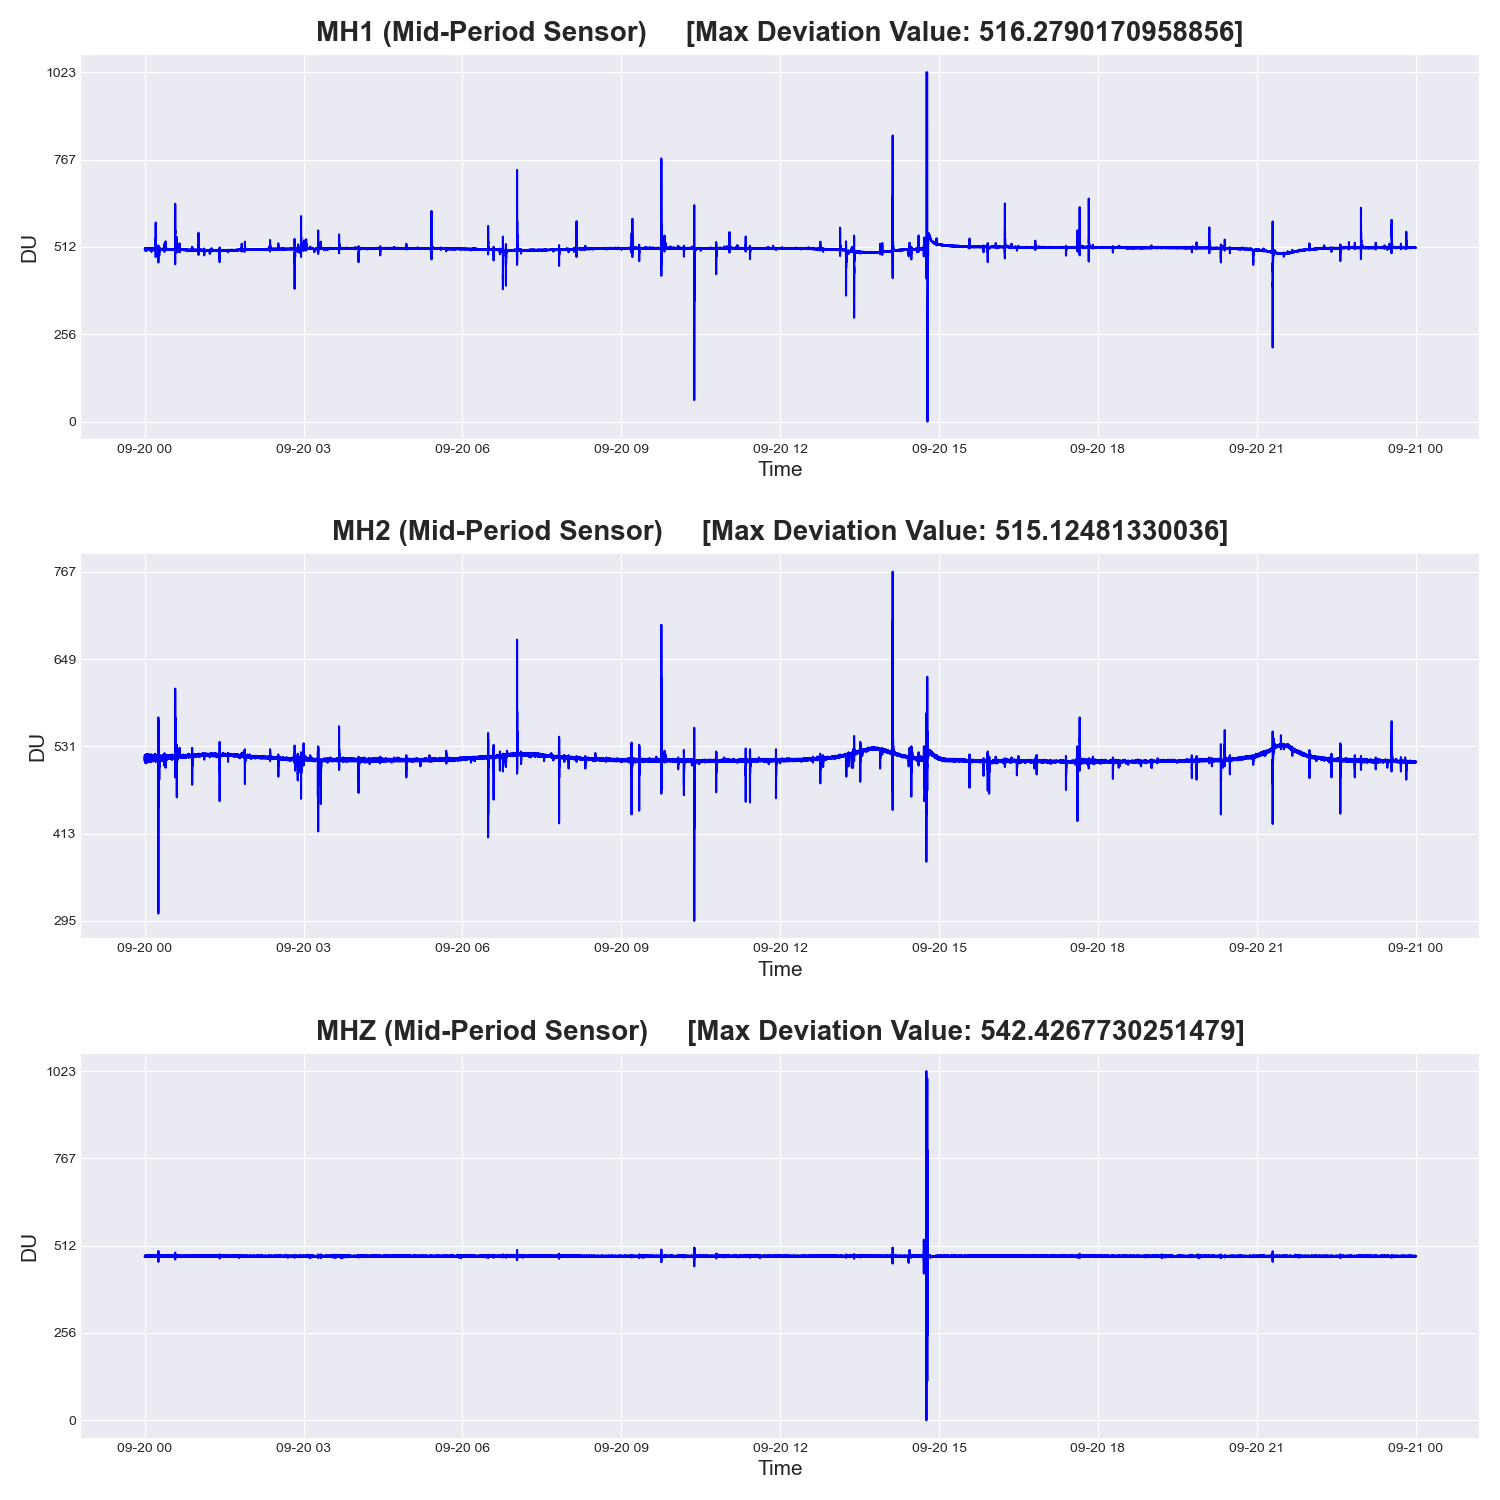 MH1 (Mid-Period Sensor) [Max Deviation Value: 516.2790170958856]
1023
767
512
256
0
DU
09-20 00 09-20 03 09-20 06 09-20 09 09-20 12 09-20 15 09-20 18 09-20 21 09-21 00
Time
MH2 (Mid-Period Sensor) [Max Deviation Value: 515.12481330036]
767
649
531
413
295
DU
09-20 00 09-20 03 09-20 06 09-20 09 09-20 12 09-20 15 09-20 18 09-20 21 09-21 00
Time
MHZ (Mid-Period Sensor) [Max Deviation Value: 542.4267730251479]
1023
767
512
256
0
DU
09-20 00 09-20 03 09-20 06 09-20 09 09-20 12 09-20 15 09-20 18 09-20 21 09-21 00
Time